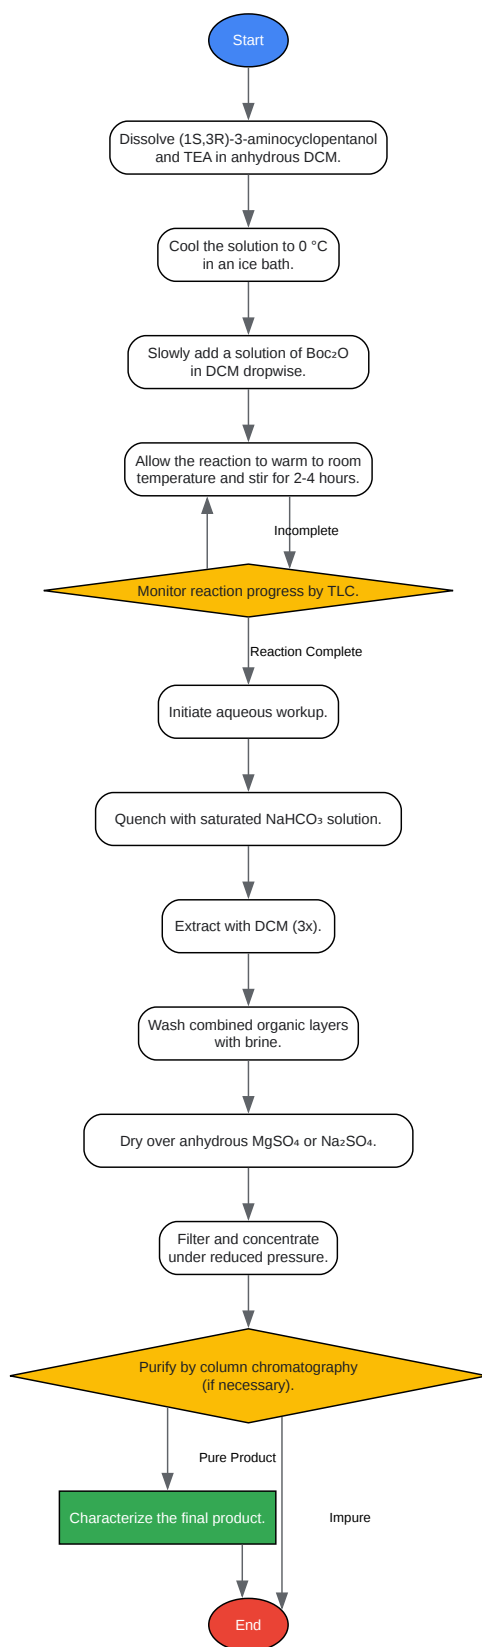 Start
Dissolve (1S,3R)-3-aminocyclopentanol
and TEA in anhydrous DCM.
Cool the solution to 0 °C
in an ice bath.
Slowly add a solution of Boc₂O
in DCM dropwise.
Allow the reaction to warm to room
temperature and stir for 2-4 hours.
Incomplete
Monitor reaction progress by TLC.
Reaction Complete
Initiate aqueous workup.
Quench with saturated NaHCO₃ solution.
Extract with DCM (3x).
Wash combined organic layers
with brine.
Dry over anhydrous MgSO₄ or Na₂SO₄.
Filter and concentrate
under reduced pressure.
Purify by column chromatography
(if necessary).
Pure Product
Characterize the final product.
Impure
End